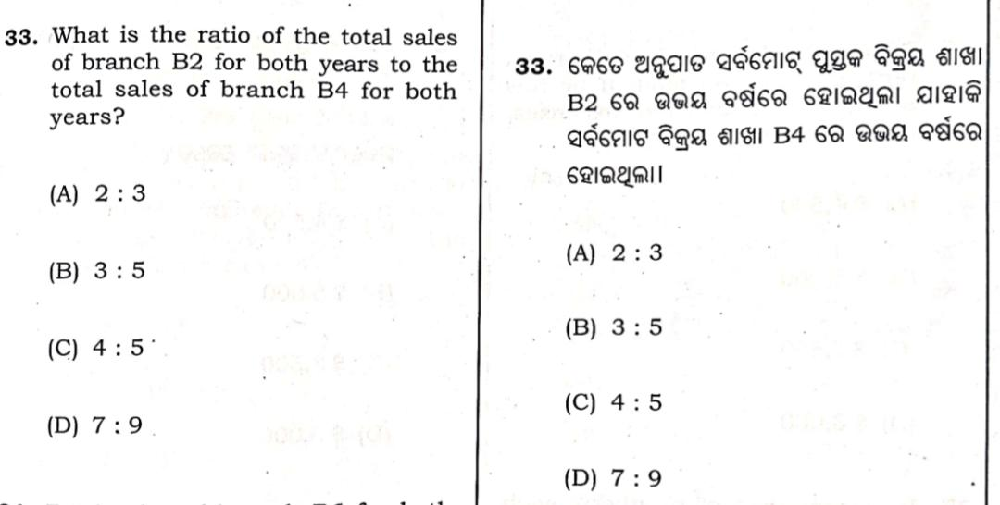 33. What is the ratio of the total sales
of branch B2 for both years to the
total sales of branch B4 for both
years?
(A) 2 : 3
(B) 3 : 5
(C) 4 : 5
(D) 7 : 9
33. କେତେ ଅନୁପାତ ସର୍ବମୋଟ୍ ପୁସ୍ତକ ବିକ୍ରୟ ଶାଖା
B2 ରେ ଉଭୟ ବର୍ଷରେ ହୋଇଥିଲା ଯାହାକି
ସର୍ବମୋଟ ବିକ୍ରୟ ଶାଖା B4 ରେ ଉଭୟ ବର୍ଷରେ
ହୋଇଥିଲା।
(A) 2 : 3
(B) 3 : 5
(C) 4 : 5
(D) 7 : 9